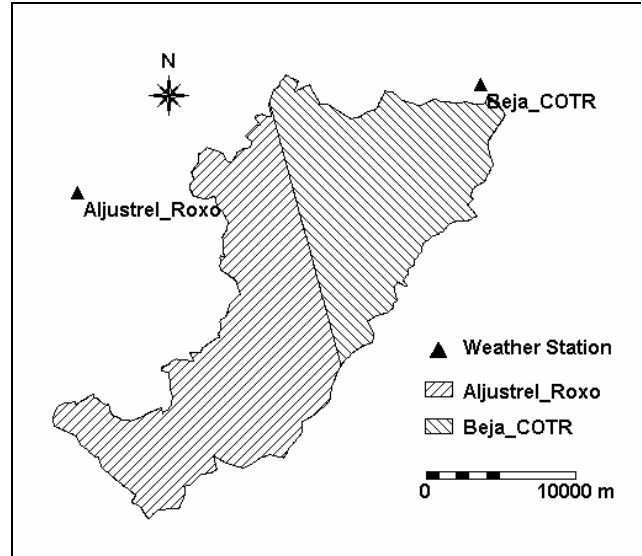 N
Beja_COTR
Aljustrel_Roxo
Weather Station
Aljustrel_Roxo
Beja_COTR
0 10000 m